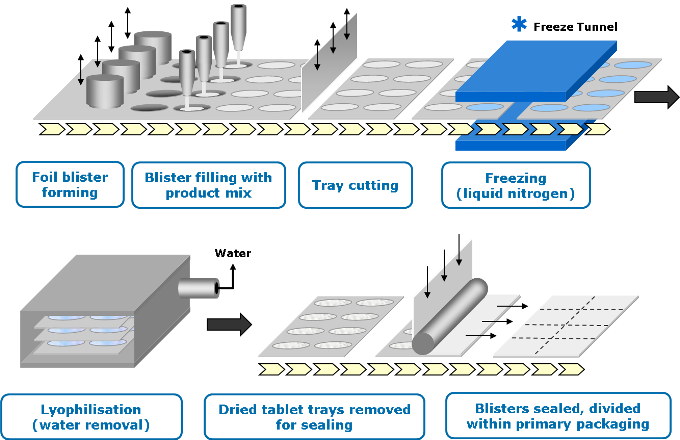 Freeze Tunnel
Foil blister
forming
Blister filling with
product mix
Tray cutting
Freezing
(liquid nitrogen)
Water
Lyophilisation
(water removal)
Dried tablet trays removed
for sealing
Blisters sealed, divided
within primary packaging